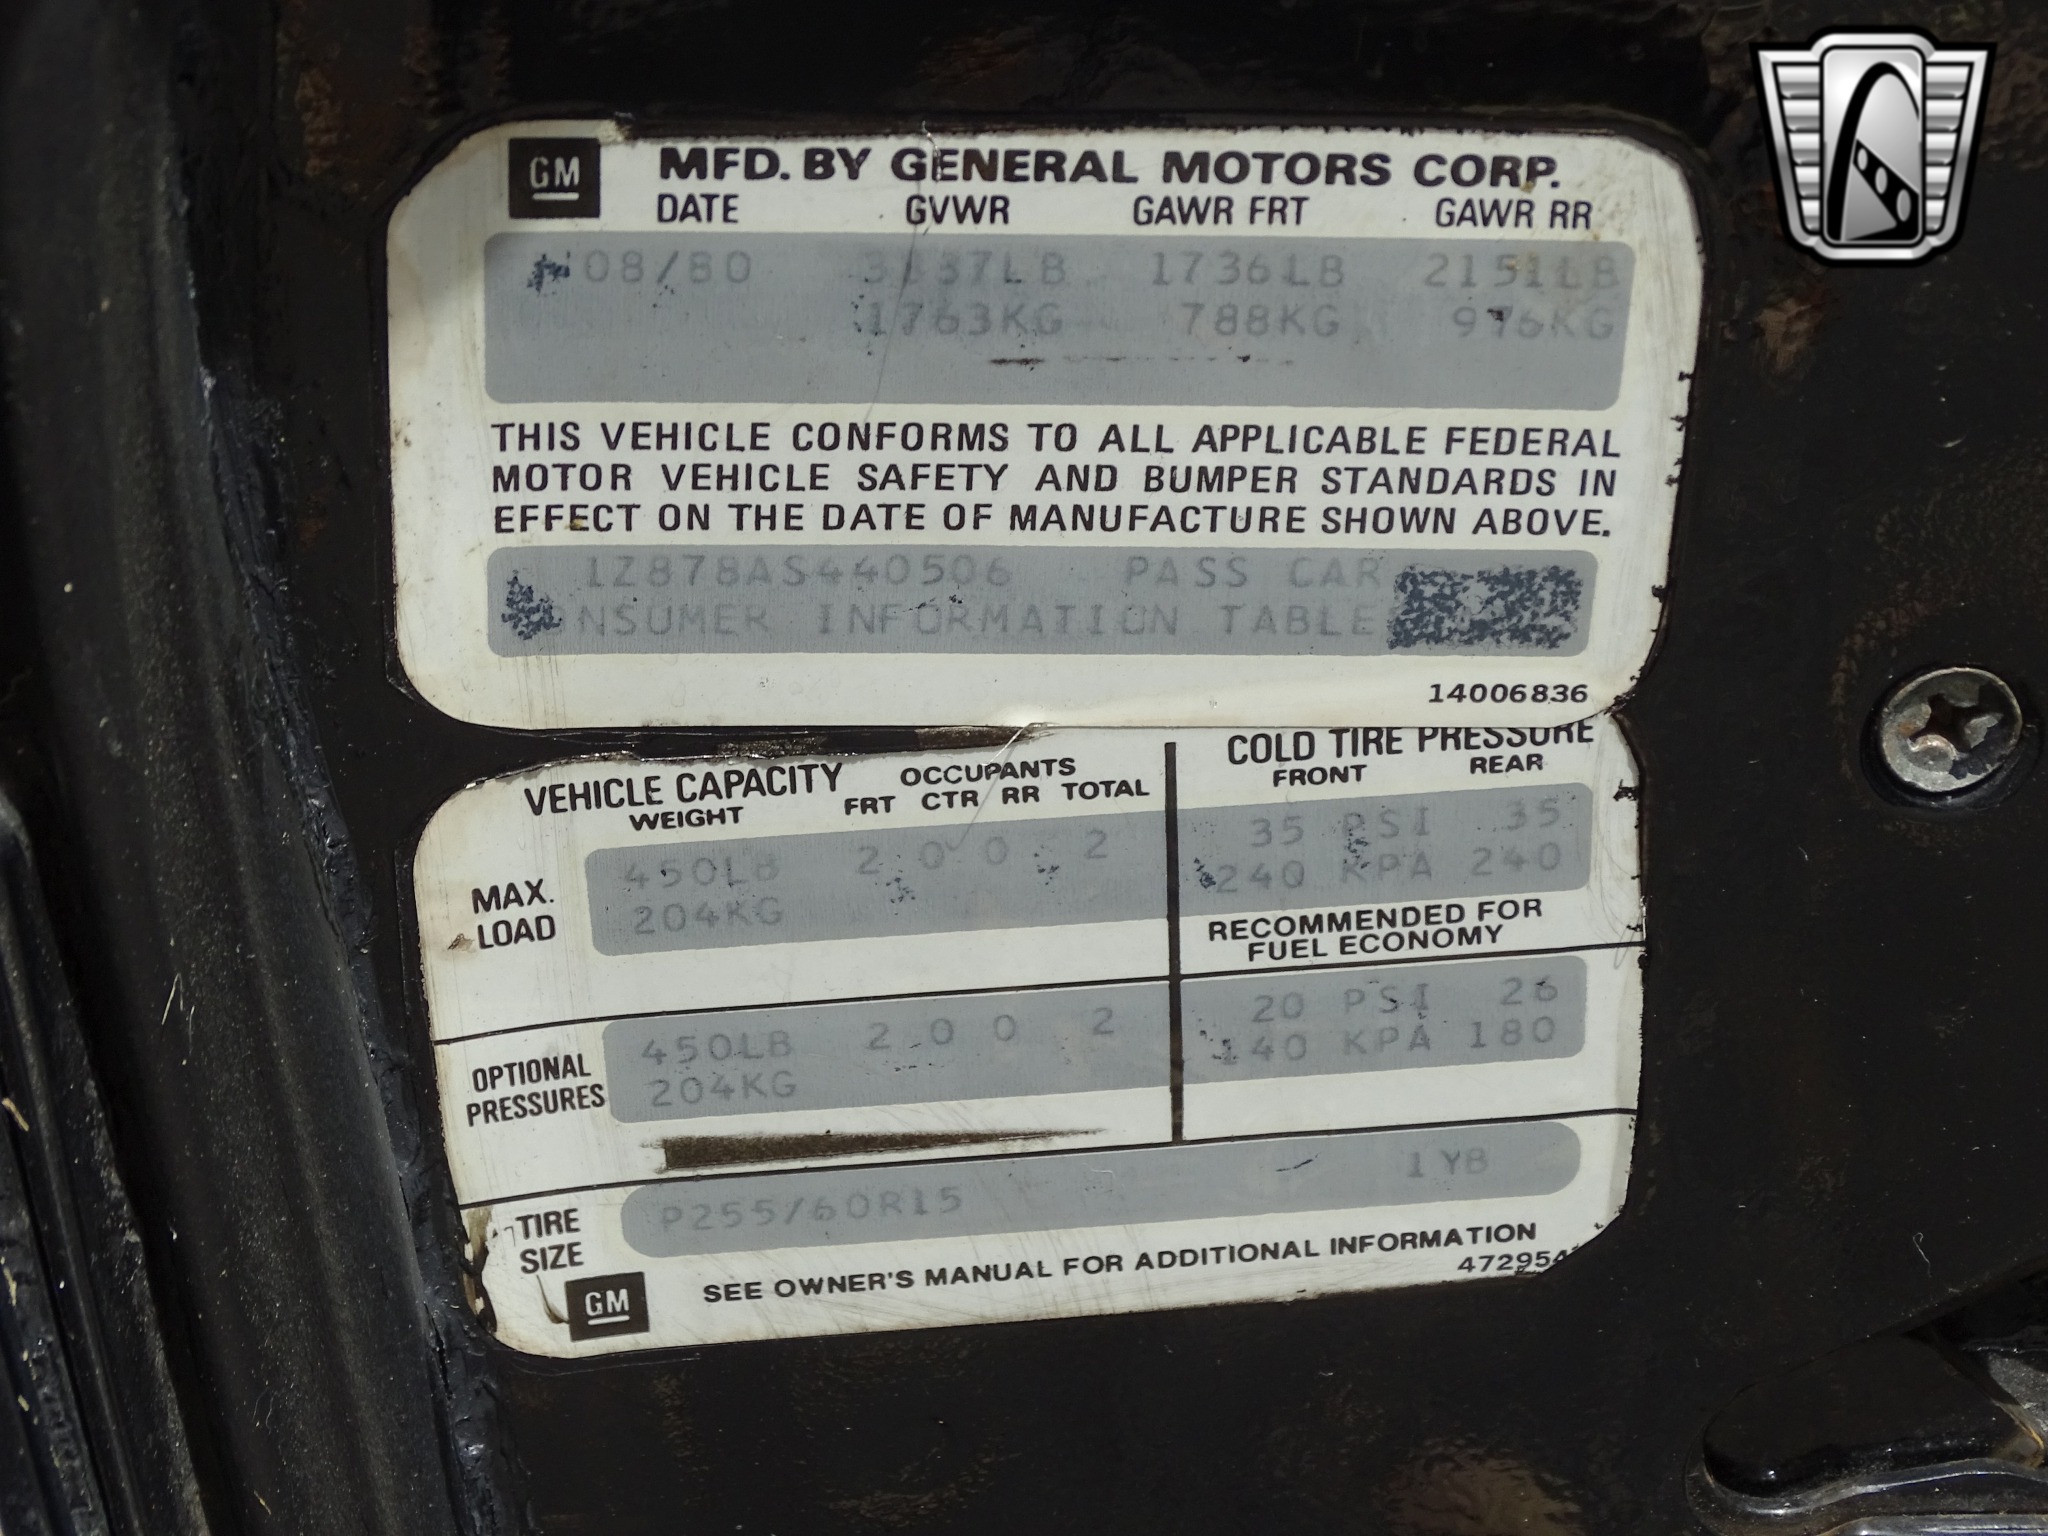 GM
MFD. BY GENERAL MOTORS CORP.
DATE GVWR GAWR FRT GAWR RR
08/80 3887LB 1736LB 2151LB
1763KG 788KG 976KG
THIS VEHICLE CONFORMS TO ALL APPLICABLE FEDERAL
MOTOR VEHICLE SAFETY AND BUMPER STANDARDS IN
EFFECT ON THE DATE OF MANUFACTURE SHOWN ABOVE.
1Z878AS440506 PASS CAR
NSUMER INFORMATION TABLE
14006836
VEHICLE CAPACITY OCCUPANTS COLD TIRE PRESSURE
WEIGHT FRT CTR RR TOTAL FRONT REAR
MAX. LOAD 450LB 2 0 0 2 35 PSI 35
204KG 240 KPA 240
RECOMMENDED FOR
FUEL ECONOMY
OPTIONAL PRESSURES 450LB 2 0 0 2 20 PSI 26
204KG 140 KPA 180
TIRE SIZE P255/60R15 1Y8
SEE OWNER'S MANUAL FOR ADDITIONAL INFORMATION
GM